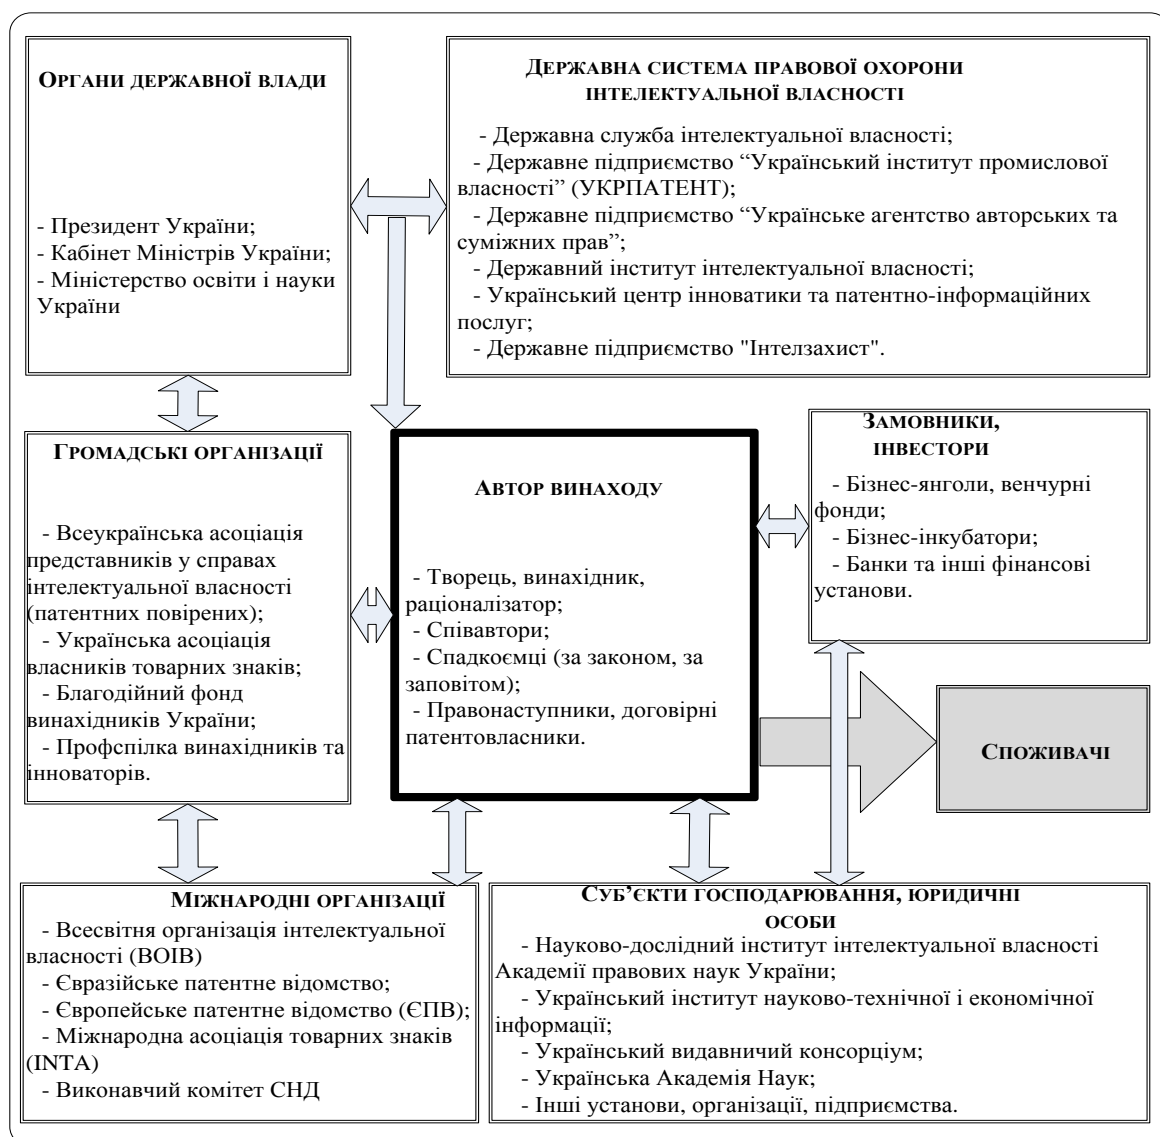 ОРГАНИ ДЕРЖАВНОЇ ВЛАДИ
- Президент України;
- Кабінет Міністрів України;
- Міністерство освіти і науки
України
ДЕРЖАВНА СИСТЕМА ПРАВОВОЇ ОХОРОНИ
ІНТЕЛЕКТУАЛЬНОЇ ВЛАСНОСТІ
- Державна служба інтелектуальної власності;
- Державне підприємство “Український інститут промислової
власності” (УКРПАТЕНТ);
- Державне підприємство “Українське агентство авторських та
суміжних прав”;
- Державний інститут інтелектуальної власності;
- Український центр інноватики та патентно-інформаційних
послуг;
- Державне підприємство "Інтелзахист".
ГРОМАДСЬКІ ОРГАНІЗАЦІЇ
- Всеукраїнська асоціація
представників у справах
інтелектуальної власності
(патентних повірених);
- Українська асоціація
власників товарних знаків;
- Благодійний фонд
винахідників України;
- Профспілка винахідників та
інноваторів.
АВТОР ВИНАХОДУ
- Творець, винахідник,
раціоналізатор;
- Співавтори;
- Спадкоємці (за законом, за
заповітом);
- Правонаступники, договірні
патентовласники.
ЗАМОВНИКИ,
ІНВЕСТОРИ
- Бізнес-янголи, венчурні
фонди;
- Бізнес-інкубатори;
- Банки та інші фінансові
установи.
СПОЖИВАЧІ
МІЖНАРОДНІ ОРГАНІЗАЦІЇ
- Всесвітня організація інтелектуальної
власності (ВОІВ)
- Євразійське патентне відомство;
- Європейське патентне відомство (ЄПВ);
- Міжнародна асоціація товарних знаків
(INTA)
- Виконавчий комітет СНД
СУБ’ЄКТИ ГОСПОДАРЮВАННЯ, ЮРИДИЧНІ
ОСОБИ
- Науково-дослідний інститут інтелектуальної власності
Академії правових наук України;
- Український інститут науково-технічної і економічної
інформації;
- Український видавничий консорціум;
- Українська Академія Наук;
- Інші установи, організації, підприємства.